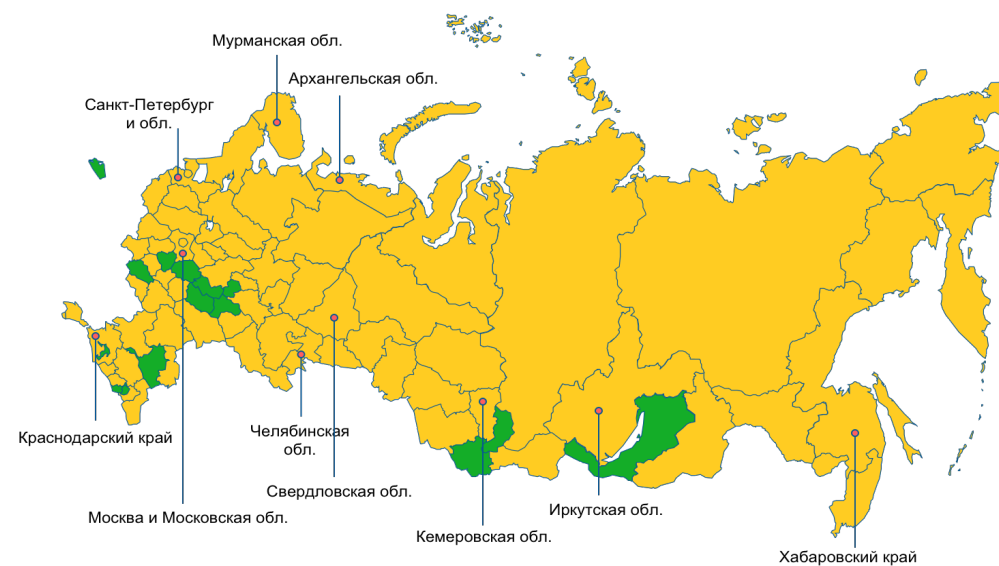 Мурманская обл.
Архангельская обл.
Санкт-Петербург
и обл.
Краснодарский край
Челябинская
обл.
Свердловская обл.
Москва и Московская обл.
Иркутская обл.
Кемеровская обл.
Хабаровский край